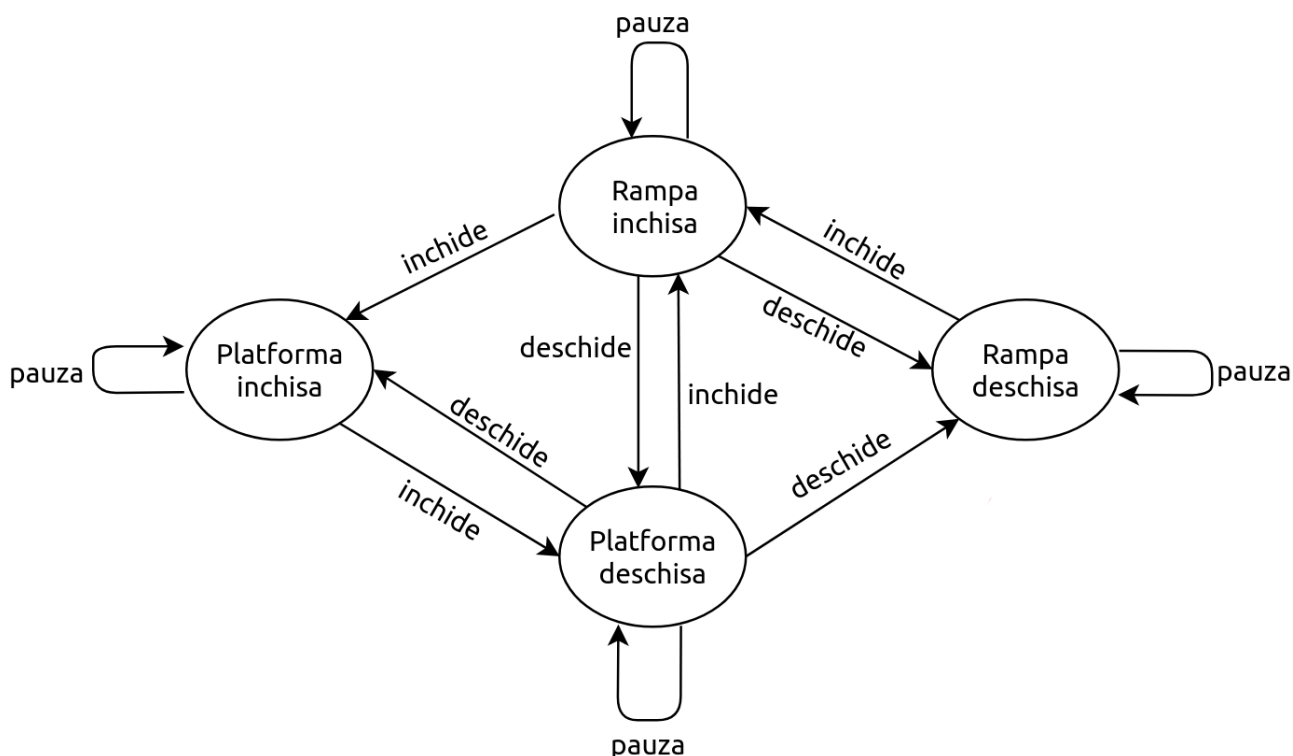 pauza
Rampa
inchisa
inchide
inchide
deschide
deschide
inchide
Platforma
inchisa
pauza
Rampa
deschisa
pauza
deschide
inchide
deschide
Platforma
deschisa
pauza